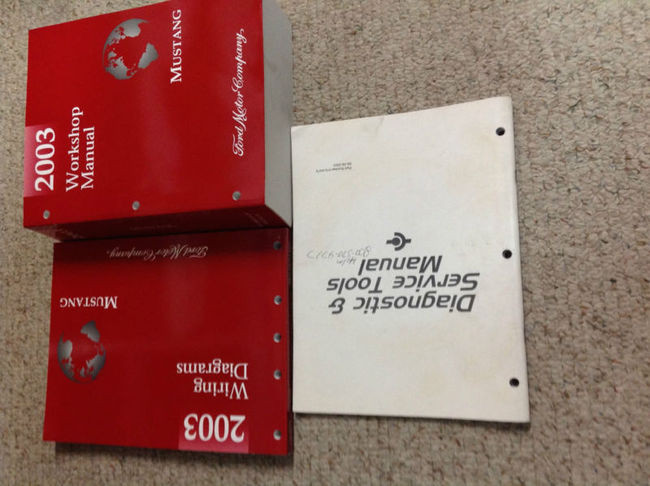 2003
Workshop
Manual
MUSTANG
Ford Motor Company,
2003
Wiring
Diagrams
MUSTANG
Ford Motor Company,
Diagnostic &
Service Tools
Manual